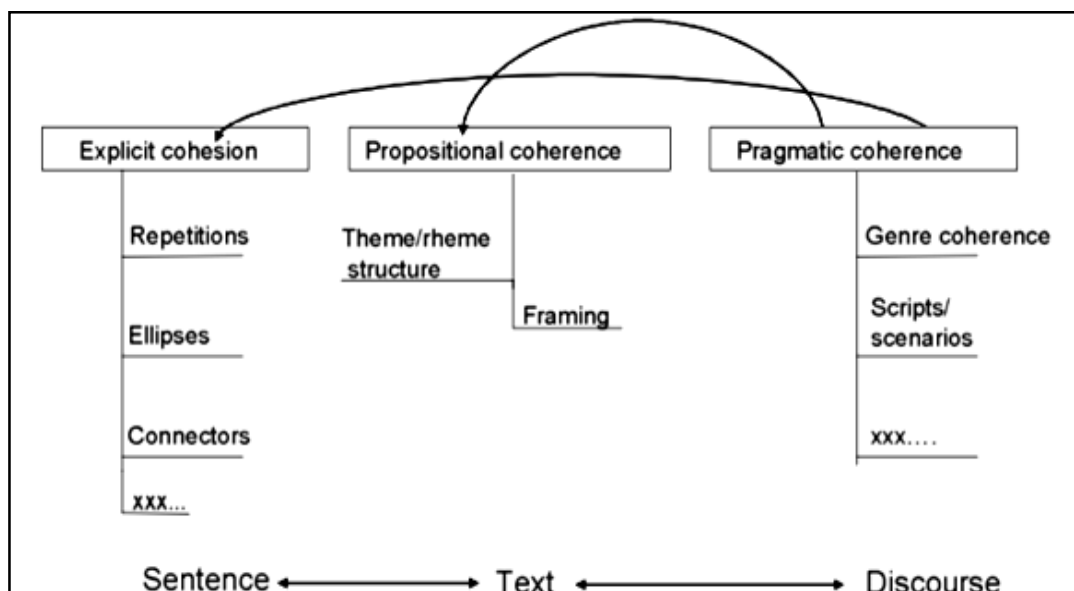 Explicit cohesion
Propositional coherence
Pragmatic coherence
Repetitions
Theme/rheme
structure
Genre coherence
Ellipses
Framing
Scripts/
scenarios
Connectors
xxx....
xxx...
Sentence
Text
Discourse